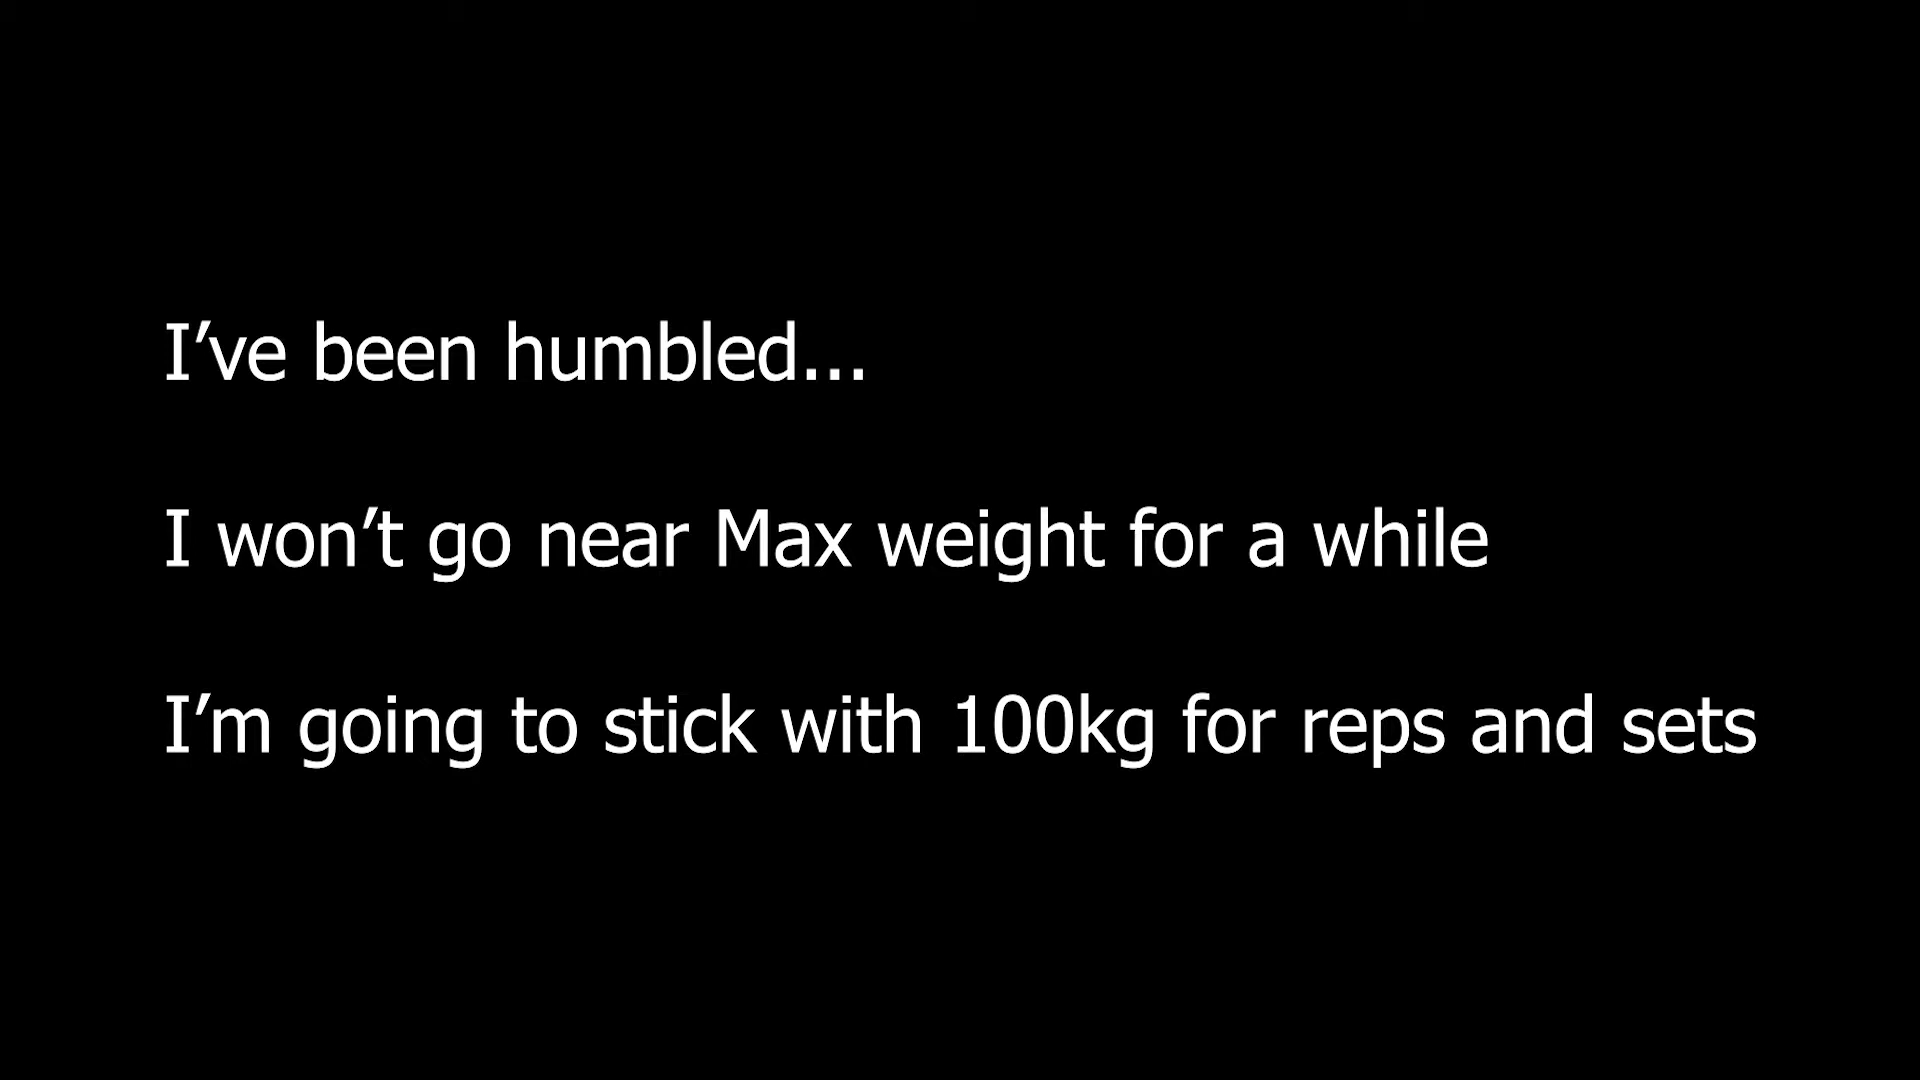 I’ve been humbled...
I won’t go near Max weight for a while
I’m going to stick with 100kg for reps and sets